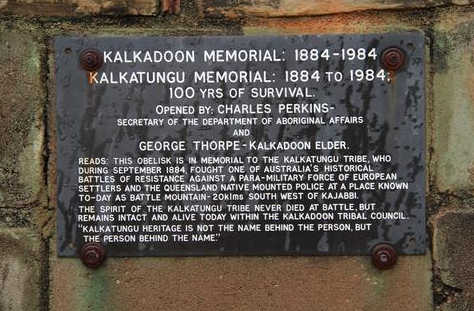 KALKADOON MEMORIAL: 1884-1984
KALKATUNGU MEMORIAL: 1884 TO 1984:
100 YRS OF SURVIVAL.
OPENED BY: CHARLES PERKINS-
SECRETARY OF THE DEPARTMENT OF ABORIGINAL AFFAIRS
AND
GEORGE THORPE-KALKADOON ELDER.
READS: THIS OBELISK IS IN MEMORIAL TO THE KALKATUNGU TRIBE, WHO
DURING SEPTEMBER 1884, FOUGHT ONE OF AUSTRALIA'S HISTORICAL
BATTLES OF RESISTANCE AGAINST A PARA-MILITARY FORCE OF EUROPEAN
SETTLERS AND THE QUEENSLAND NATIVE MOUNTED POLICE AT A PLACE KNOWN
TO-DAY AS BATTLE MOUNTAIN-20klms SOUTH WEST OF KAJABBI.
THE SPIRIT OF THE KALKATUNGU TRIBE NEVER DIED AT BATTLE, BUT
REMAINS INTACT AND ALIVE TODAY WITHIN THE KALKADOON TRIBAL COUNCIL.
"KALKATUNGU HERITAGE IS NOT THE NAME BEHIND THE PERSON, BUT
THE PERSON BEHIND THE NAME."